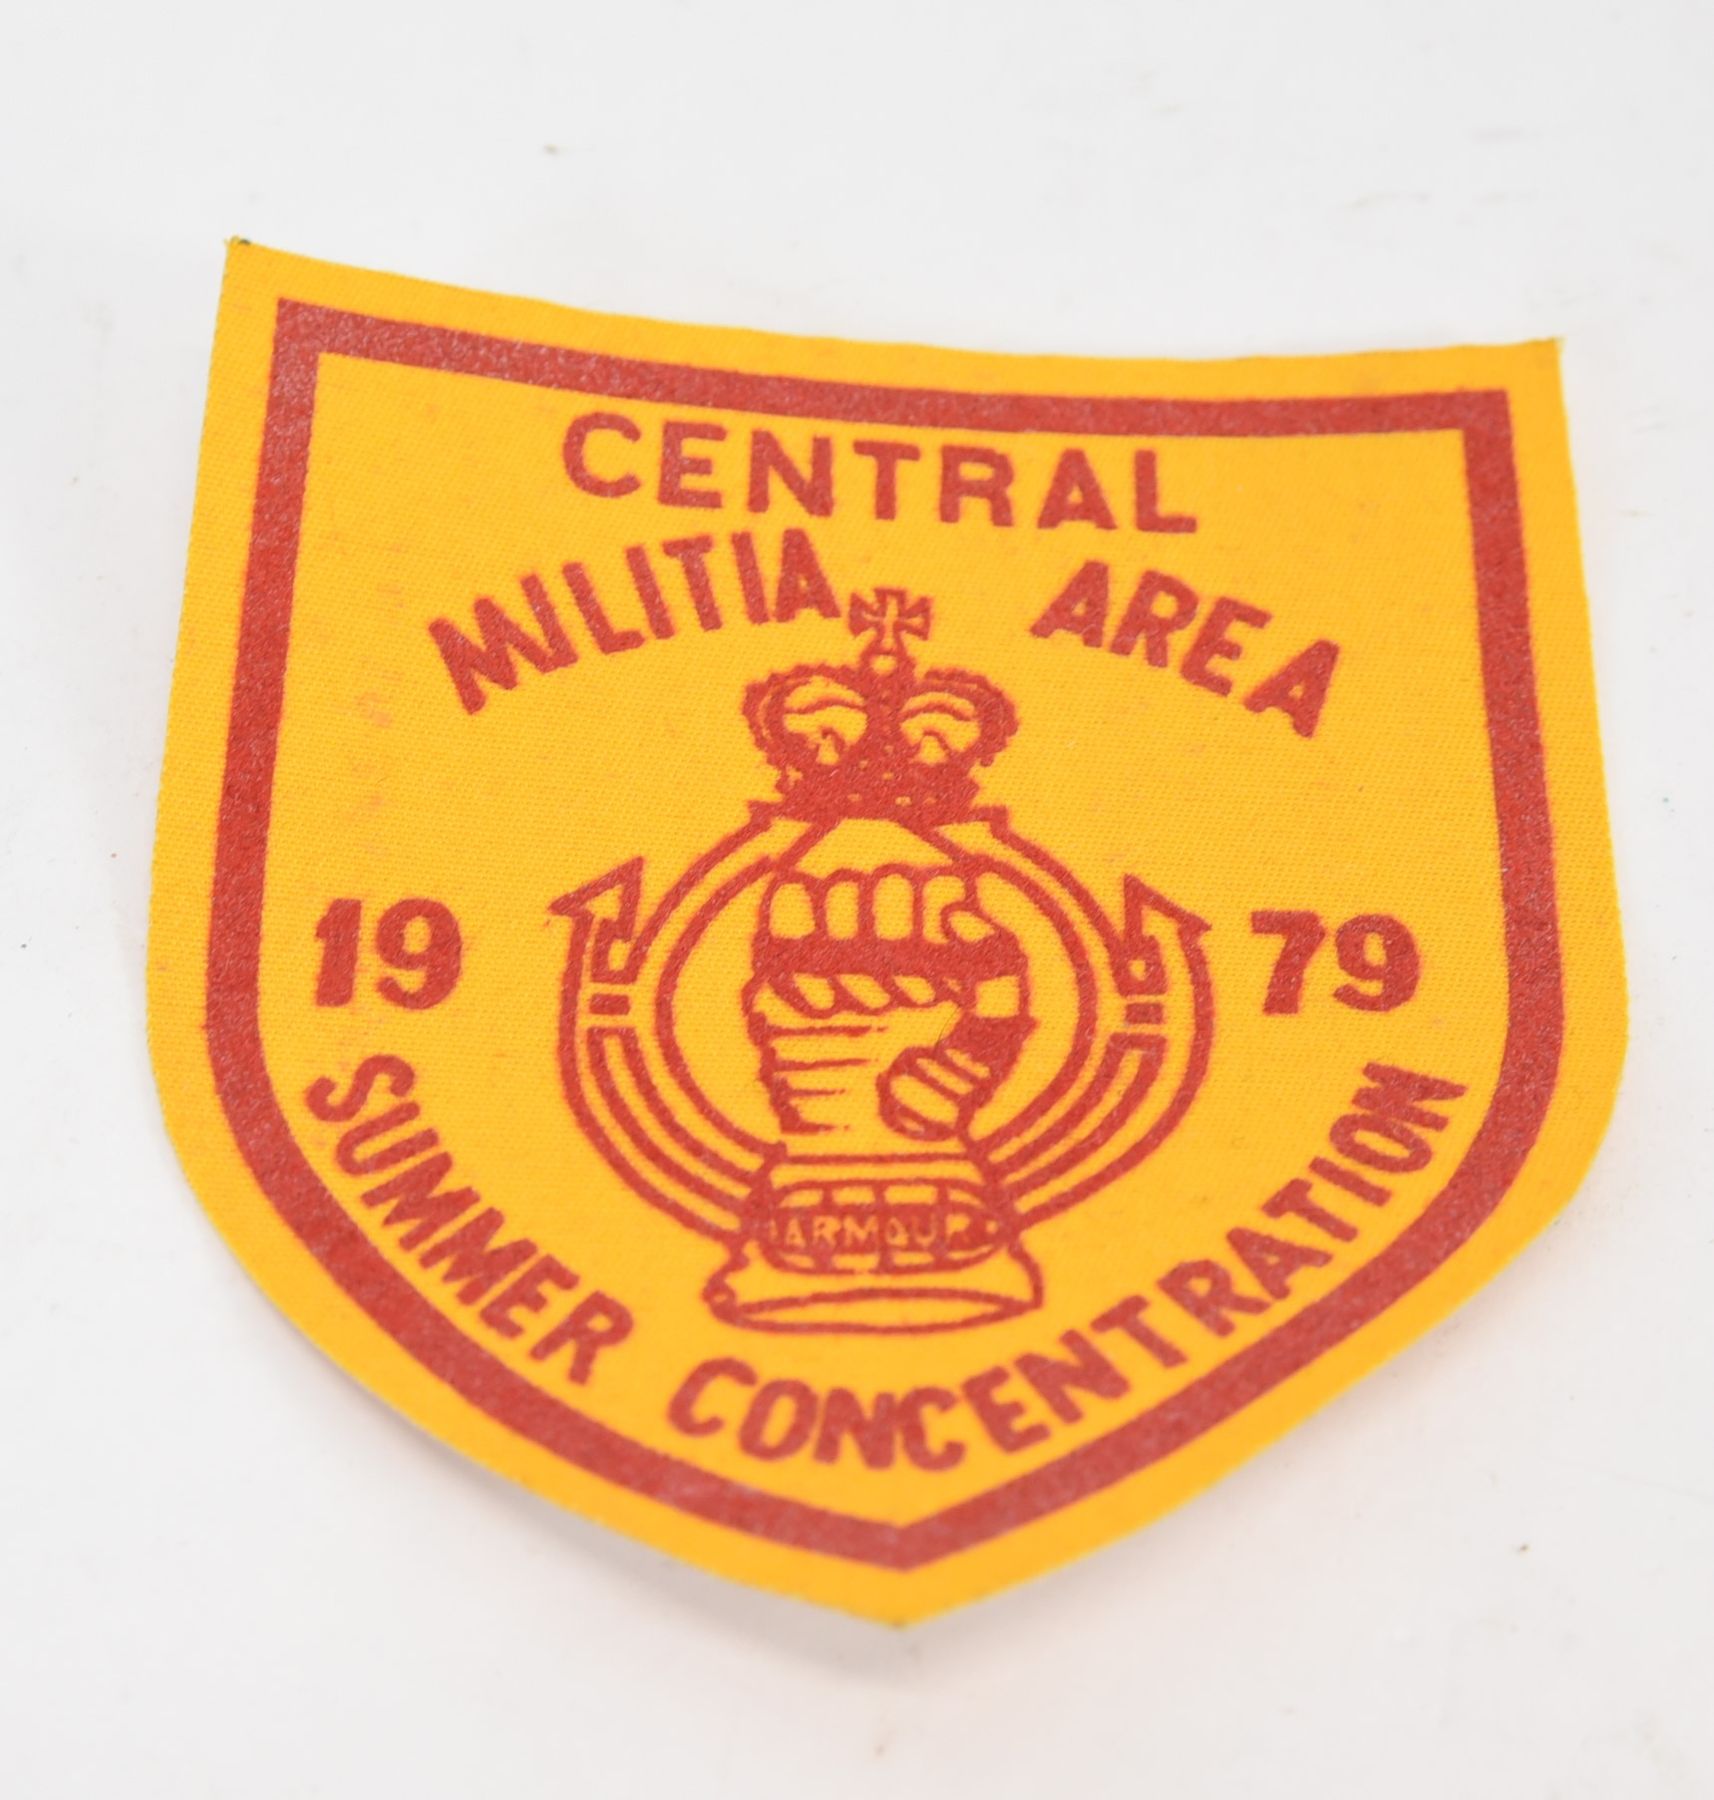 CENTRAL
MILITIA AREA
19 79
ARMOUR
SUMMER CONCENTRATION